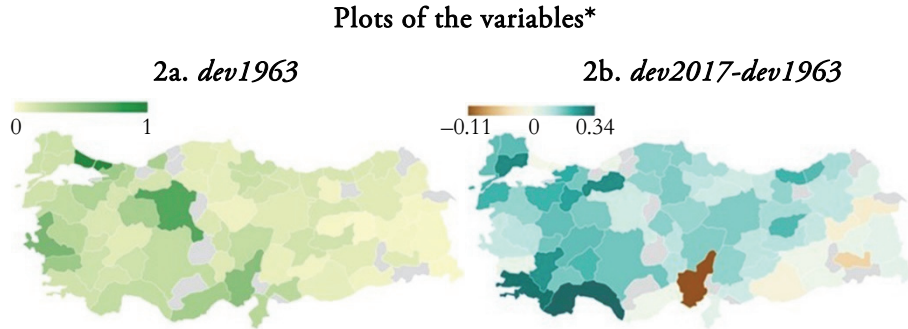 Plots of the variables*
2a. dev1963
2b. dev2017-dev1963
0 1
−0.11 0 0.34